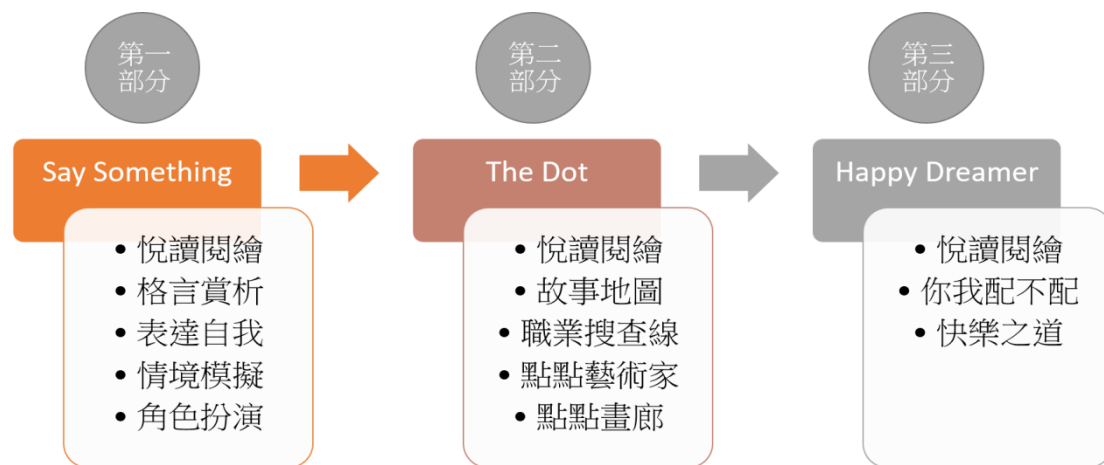 第一
部分
Say Something
• 悅讀閱繪
• 格言賞析
• 表達自我
• 情境模擬
• 角色扮演
第二
部分
The Dot
• 悅讀閱繪
• 故事地圖
• 職業搜查線
• 點點藝術家
• 點點畫廊
第三
部分
Happy Dreamer
• 悅讀閱繪
• 你我配不配
• 快樂之道